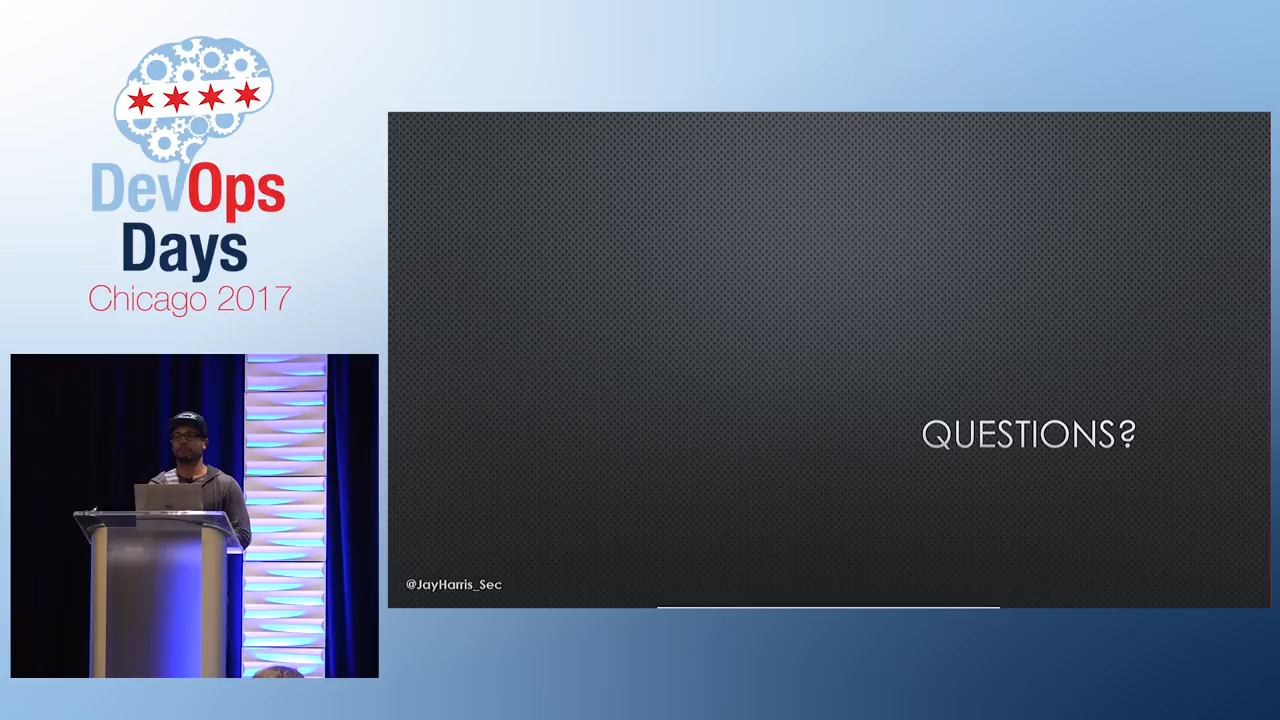 DevOps
Days
Chicago 2017
QUESTIONS?
@JayHarris_Sec